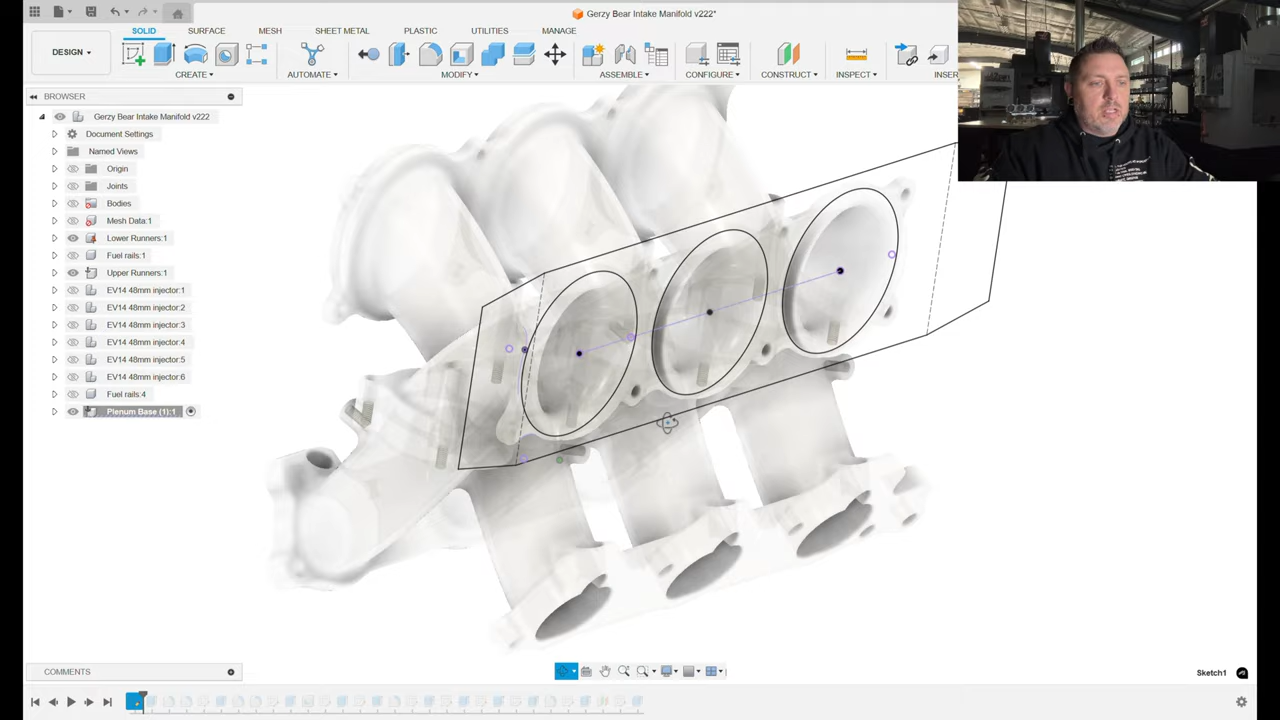 Gerzy Bear Intake Manifold v222*
SOLID SURFACE MESH SHEET METAL PLASTIC UTILITIES MANAGE
DESIGN
CREATE AUTOMATE MODIFY ASSEMBLE CONFIGURE CONSTRUCT INSPECT INSER
BROWSER
Gerzy Bear Intake Manifold v222
Document Settings
Named Views
Origin
Joints
Bodies
Mesh Data:1
Lower Runners:1
Fuel rails:1
Upper Runners:1
EV14 48mm injector:1
EV14 48mm injector:2
EV14 48mm injector:3
EV14 48mm injector:4
EV14 48mm injector:5
EV14 48mm injector:6
Fuel rails:4
Plenum Base (1):1
COMMENTS
Sketch1